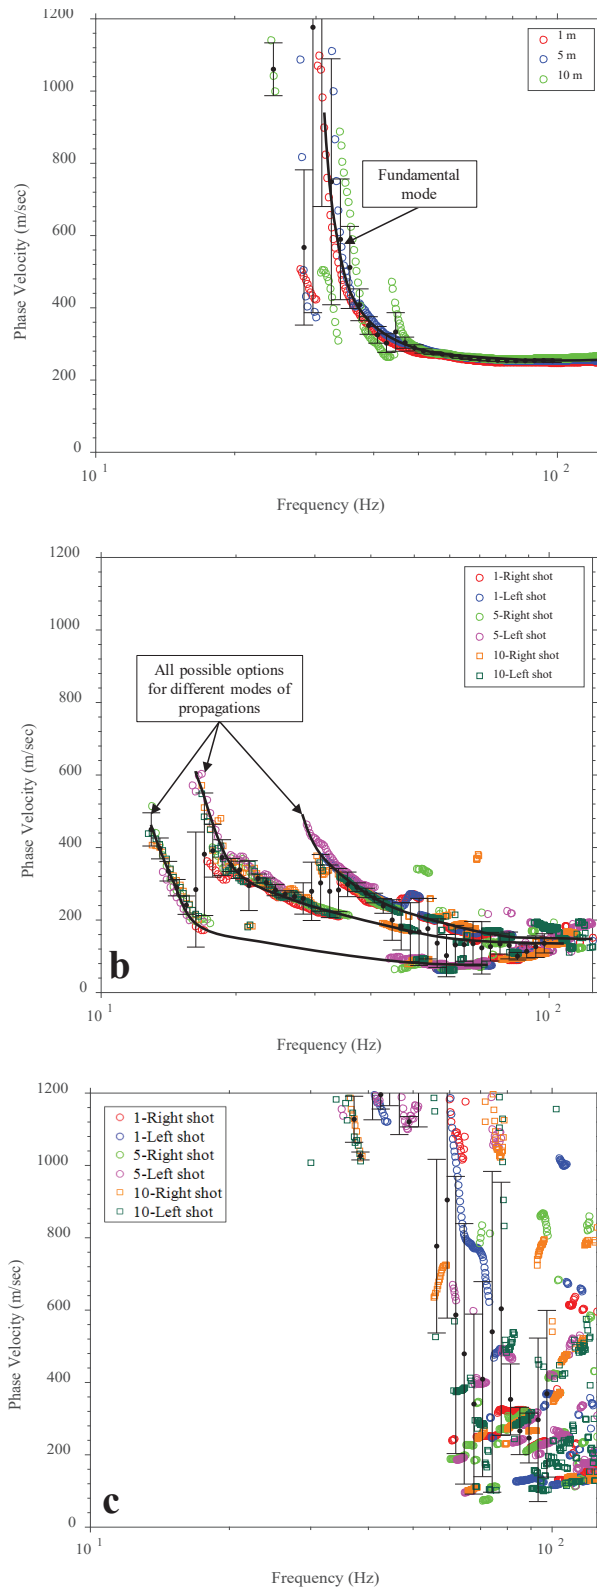 1200
1 m
5 m
10 m
1000
800
Fundamental
mode
600
400
200
0
Phase Velocity (m/sec)
10 1
10 2
Frequency (Hz)
1200
1-Right shot
1-Left shot
5-Right shot
5-Left shot
10-Right shot
10-Left shot
1000
All possible options
for different modes of
propagations
800
600
400
200
0
Phase Velocity (m/sec)
b
10 1
10 2
Frequency (Hz)
1200
1-Right shot
1-Left shot
5-Right shot
5-Left shot
10-Right shot
10-Left shot
1000
800
600
400
200
0
Phase Velocity (m/sec)
c
10 1
10 2
Frequency (Hz)